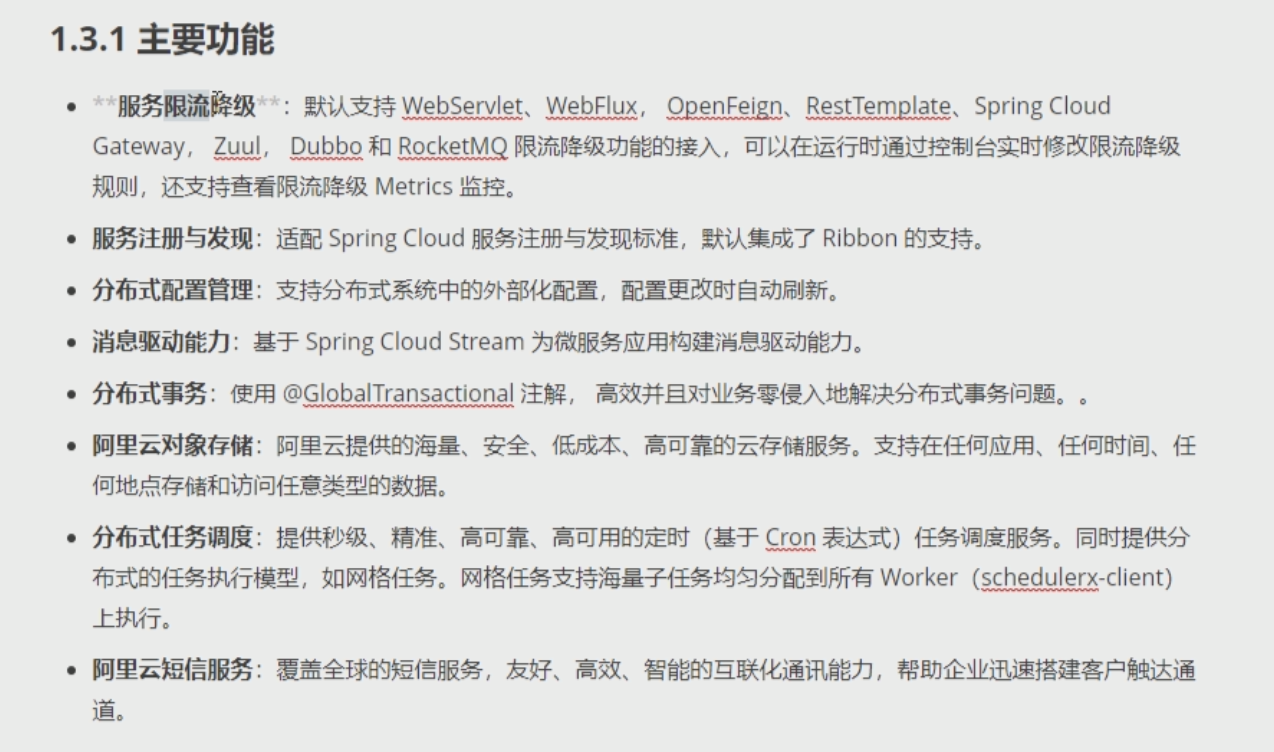 1.3.1 主要功能
• **服务限流降级**：默认支持 WebServlet、WebFlux， OpenFeign、RestTemplate、Spring Cloud
Gateway， Zuul， Dubbo 和 RocketMQ 限流降级功能的接入，可以在运行时通过控制台实时修改限流降级
规则，还支持查看限流降级 Metrics 监控。
• 服务注册与发现：适配 Spring Cloud 服务注册与发现标准，默认集成了 Ribbon 的支持。
• 分布式配置管理：支持分布式系统中的外部化配置，配置更改时自动刷新。
• 消息驱动能力：基于 Spring Cloud Stream 为微服务应用构建消息驱动能力。
• 分布式事务：使用 @GlobalTransactional 注解， 高效并且对业务零侵入地解决分布式事务问题。。
• 阿里云对象存储：阿里云提供的海量、安全、低成本、高可靠的云存储服务。支持在任何应用、任何时间、任
何地点存储和访问任意类型的数据。
• 分布式任务调度：提供秒级、精准、高可靠、高可用的定时（基于 Cron 表达式）任务调度服务。同时提供分
布式的任务执行模型，如网格任务。网格任务支持海量子任务均匀分配到所有 Worker（schedulerx-client）
上执行。
• 阿里云短信服务：覆盖全球的短信服务，友好、高效、智能的互联化通讯能力，帮助企业迅速搭建客户触达通
道。